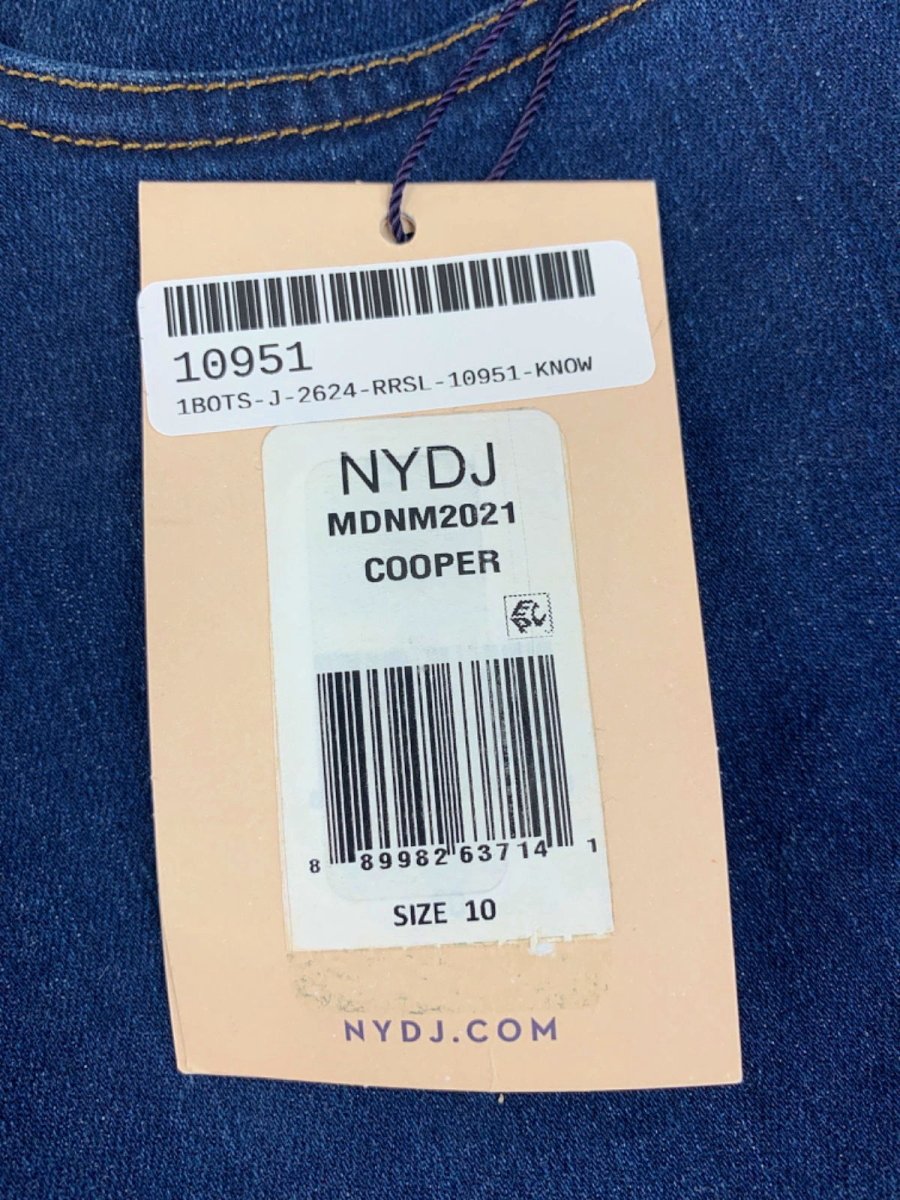 10951
1BOTS-J-2624-RRSL-10951-KNOW
NYDJ
MDNM2021
COOPER
8 89982 63714 1
SIZE 10
NYDJ.COM